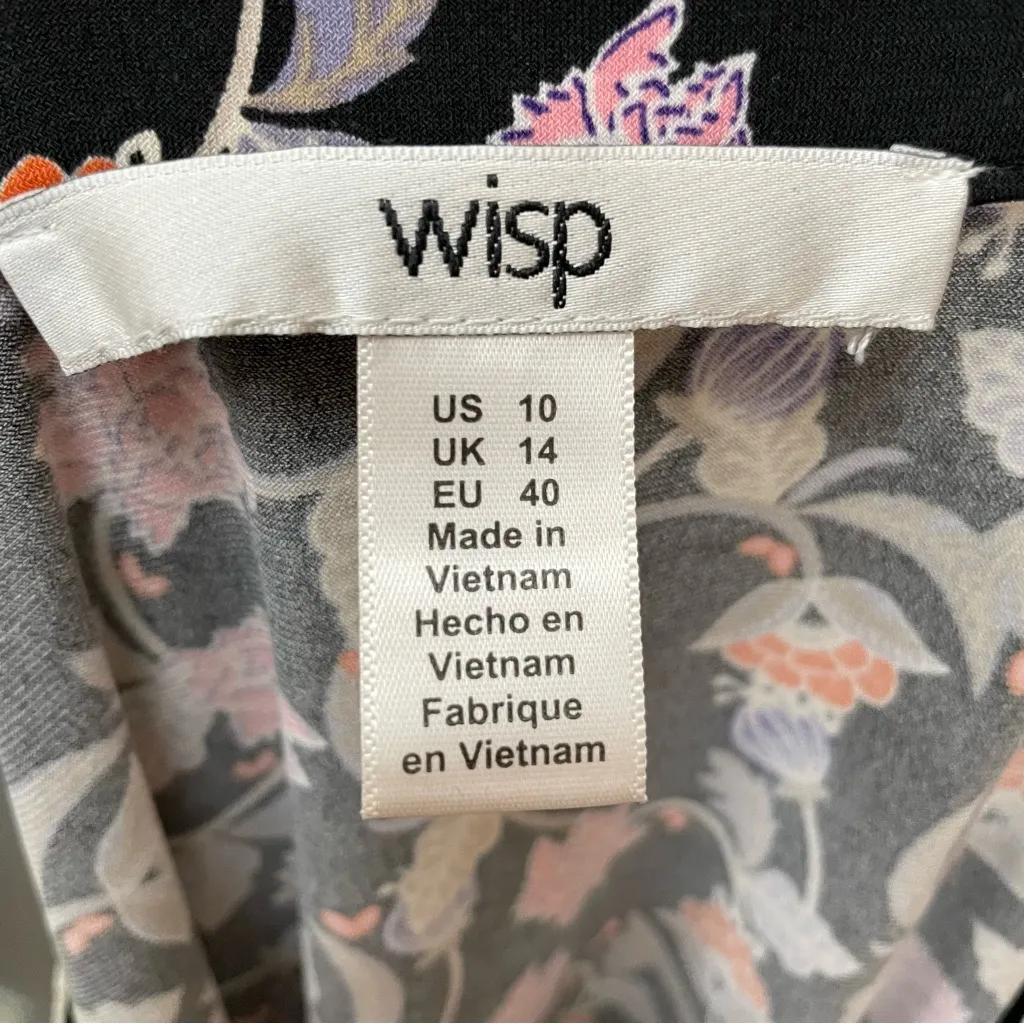 wisp
US 10
UK 14
EU 40
Made in
Vietnam
Hecho en
Vietnam
Fabrique
en Vietnam